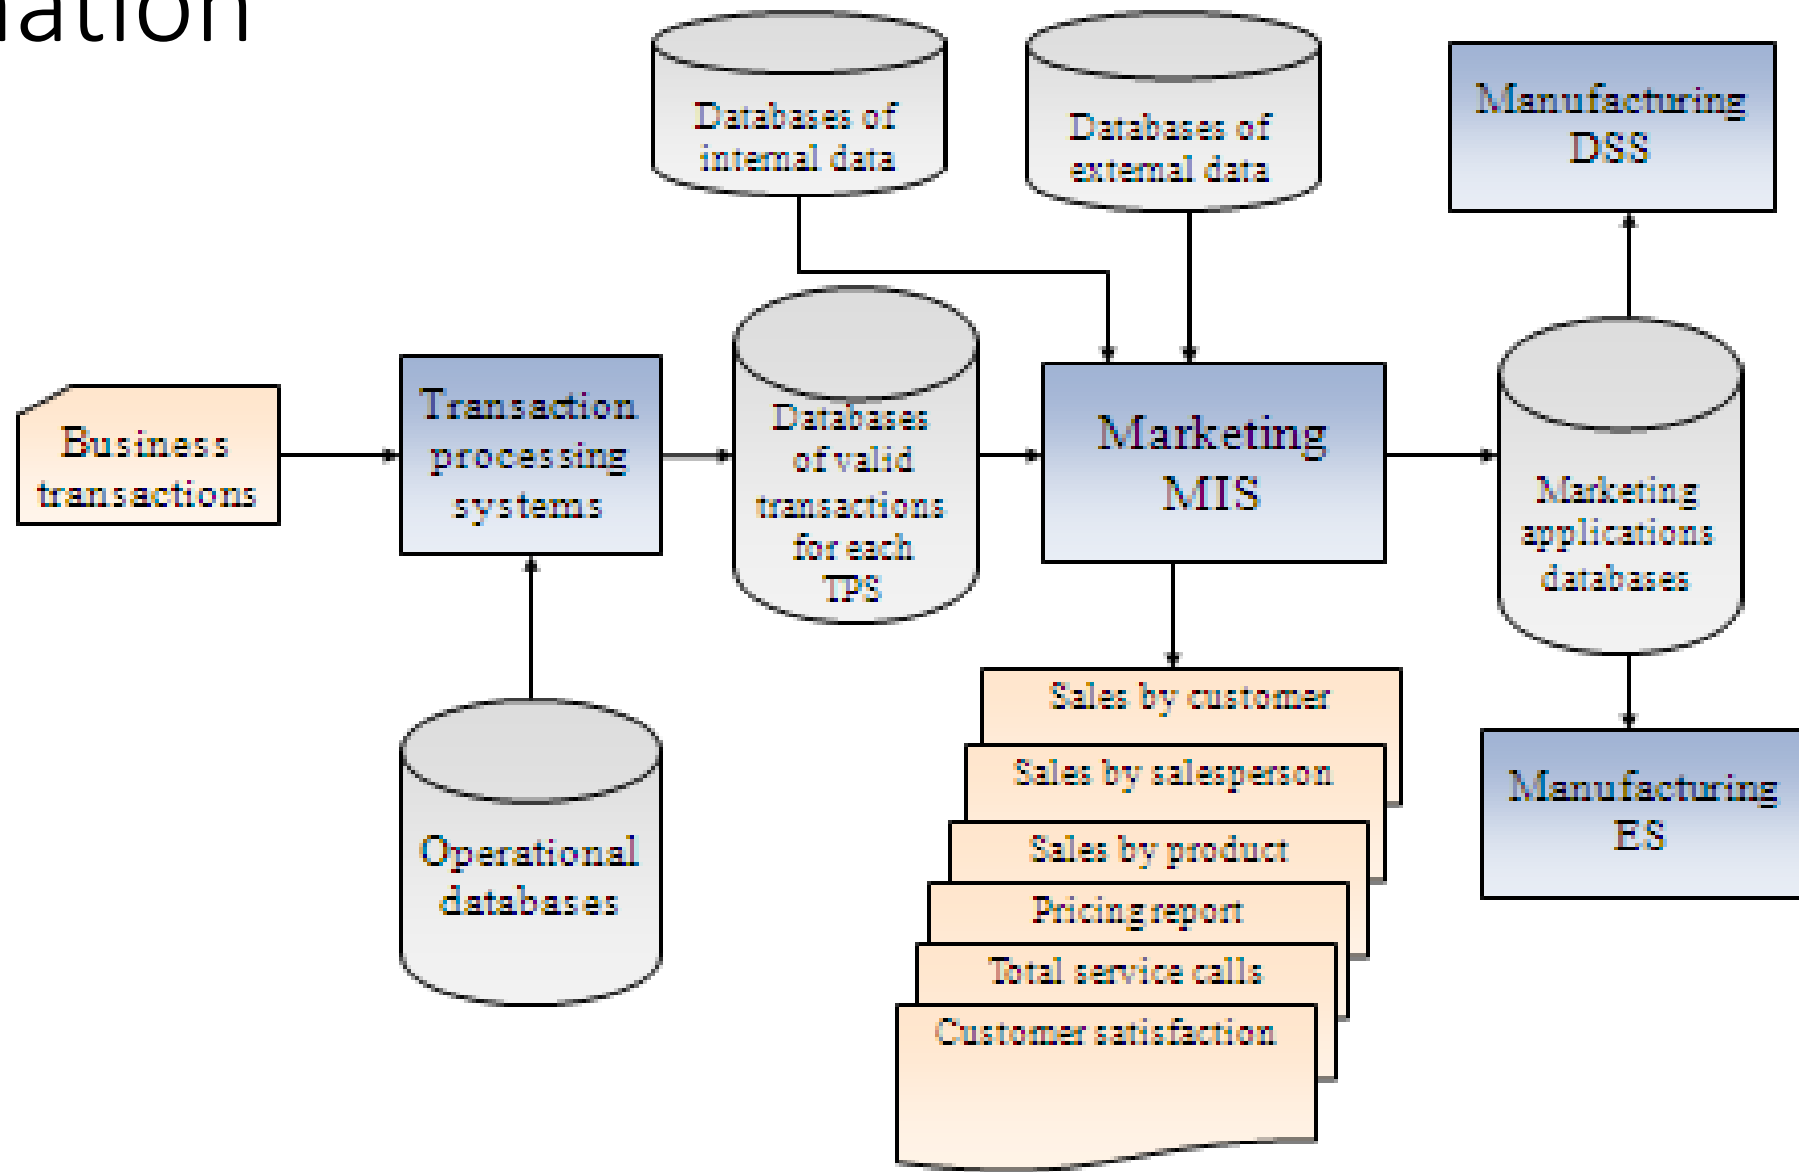 Databases of
internal data
Databases of
external data
Manufacturing
DSS
Business
transactions
Transaction
processing
systems
Databases
of valid
transactions
for each
TPS
Marketing
MIS
Marketing
applications
databases
Operational
databases
Sales by customer
Sales by salesperson
Sales by product
Pricing report
Total service calls
Customer satisfaction
Manufacturing
ES